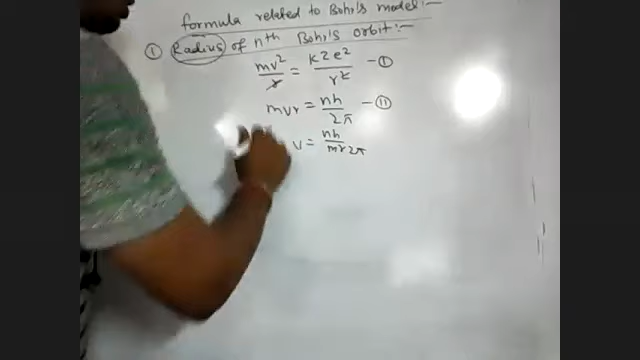 formula related to Bohr's model:-
① Radius of nth Bohr's orbit:-
mv²/r = kze²/r² -①
mvr = nh/2π -⑪
v = nh/mr2π